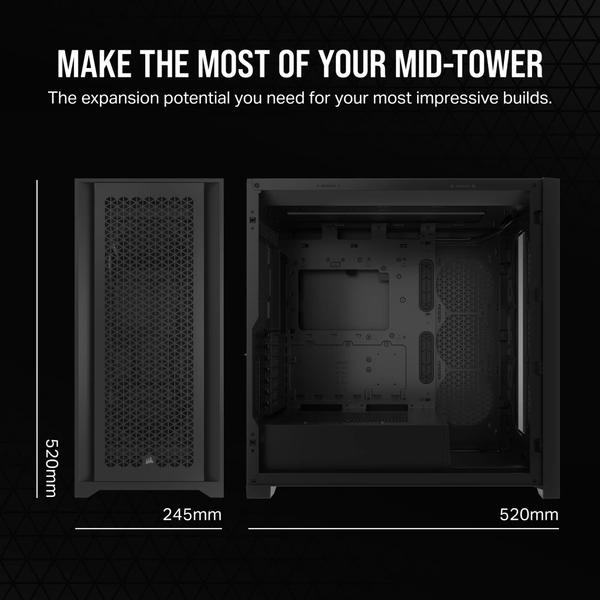 MAKE THE MOST OF YOUR MID-TOWER
The expansion potential you need for your most impressive builds.
520mm
245mm
520mm